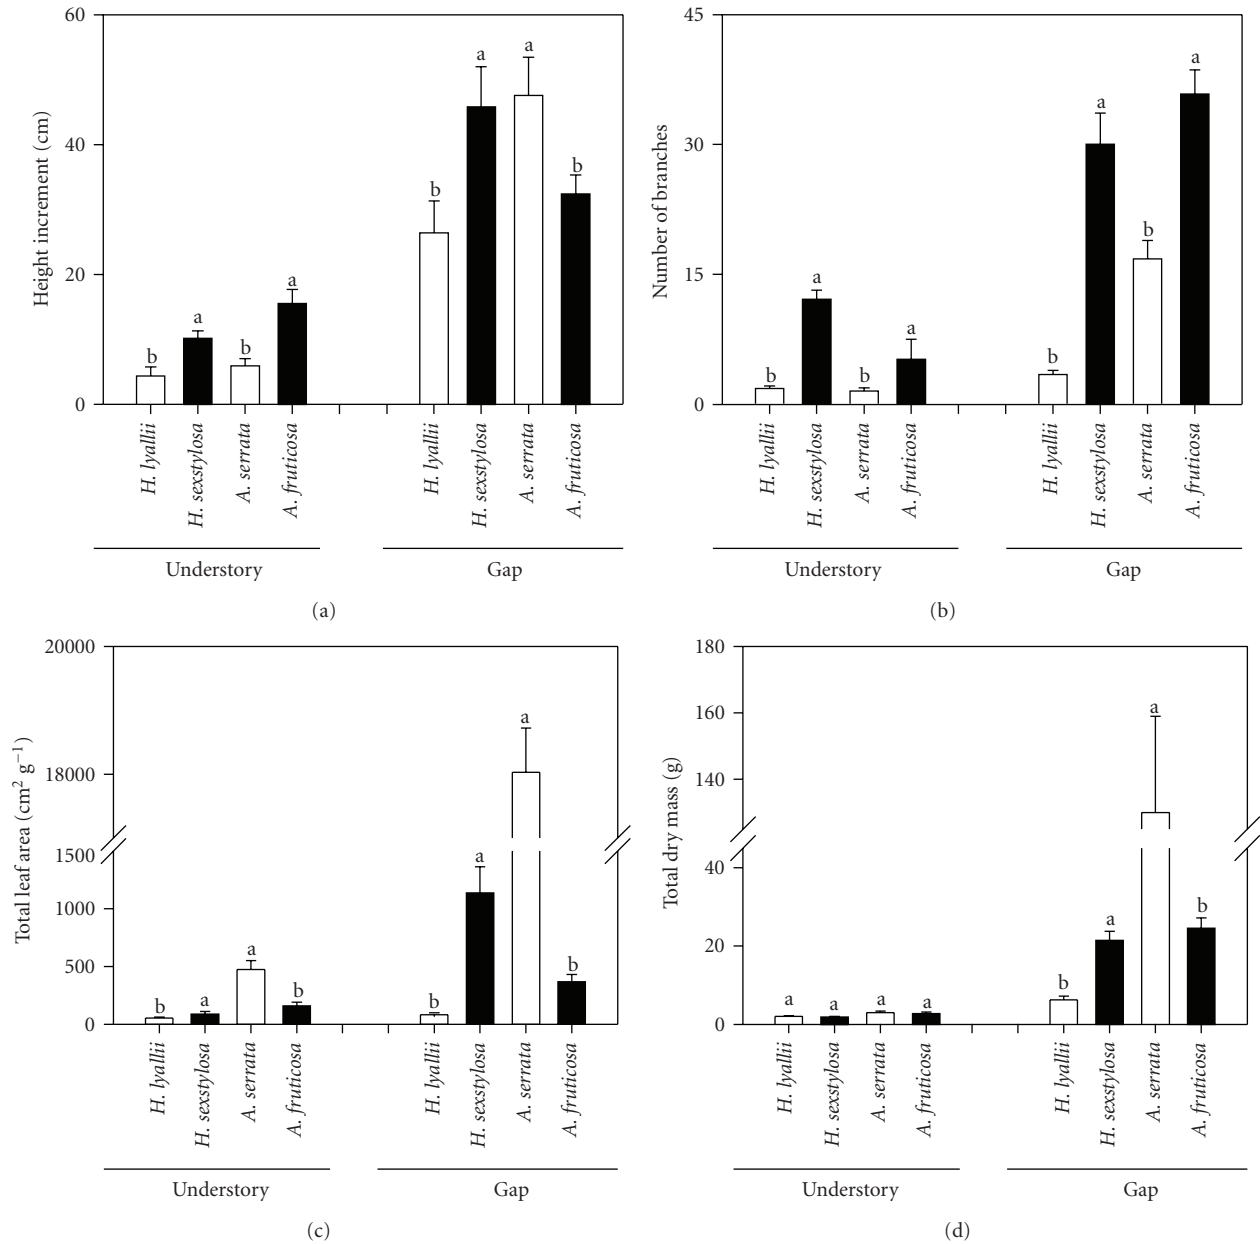 60
40
20
0
Height increment (cm)
b
a
b
a
b
a
a
b
H. lyallii
H. sexstylosa
A. serrata
A. fruticosa
H. lyallii
H. sexstylosa
A. serrata
A. fruticosa
Understory
Gap
(a)
45
30
15
0
Number of branches
b
a
b
a
b
a
b
a
H. lyallii
H. sexstylosa
A. serrata
A. fruticosa
H. lyallii
H. sexstylosa
A. serrata
A. fruticosa
Understory
Gap
(b)
20000
18000
1500
1000
500
0
Total leaf area (cm² g⁻¹)
b
a
a
b
b
a
a
b
H. lyallii
H. sexstylosa
A. serrata
A. fruticosa
H. lyallii
H. sexstylosa
A. serrata
A. fruticosa
Understory
Gap
(c)
180
160
140
40
20
0
Total dry mass (g)
a
a
a
a
b
a
a
b
H. lyallii
H. sexstylosa
A. serrata
A. fruticosa
H. lyallii
H. sexstylosa
A. serrata
A. fruticosa
Understory
Gap
(d)